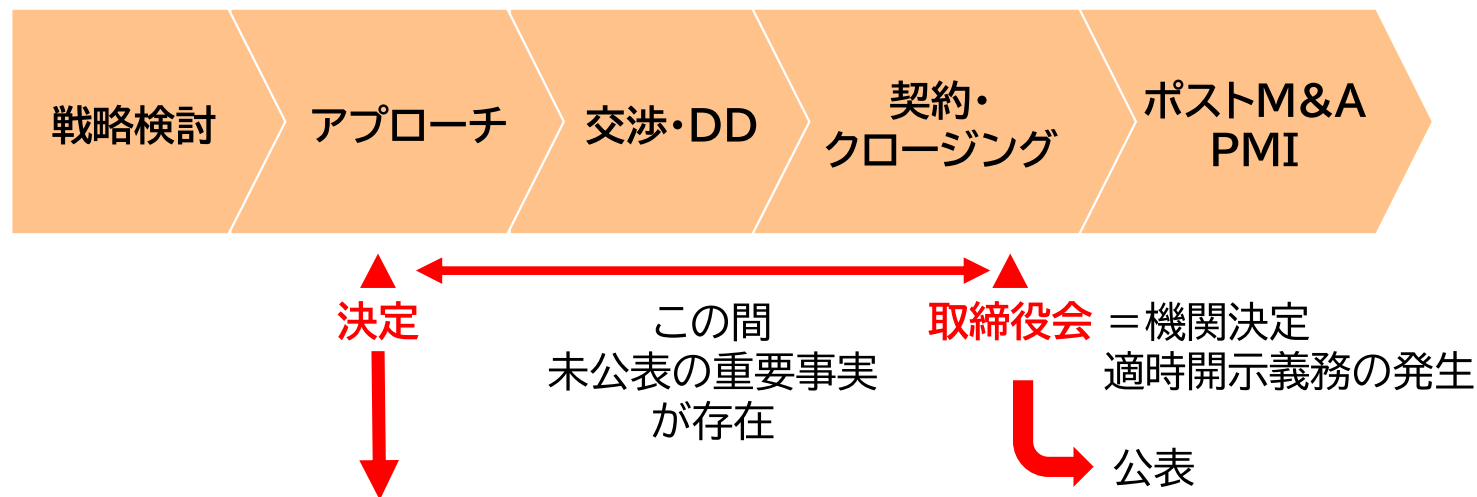 戦略検討
アプローチ
交渉・DD
契約・
クロージング
ポストM&A
PMI
決定
この間
未公表の重要事実
が存在
取締役会 ＝機関決定
適時開示義務の発生
公表